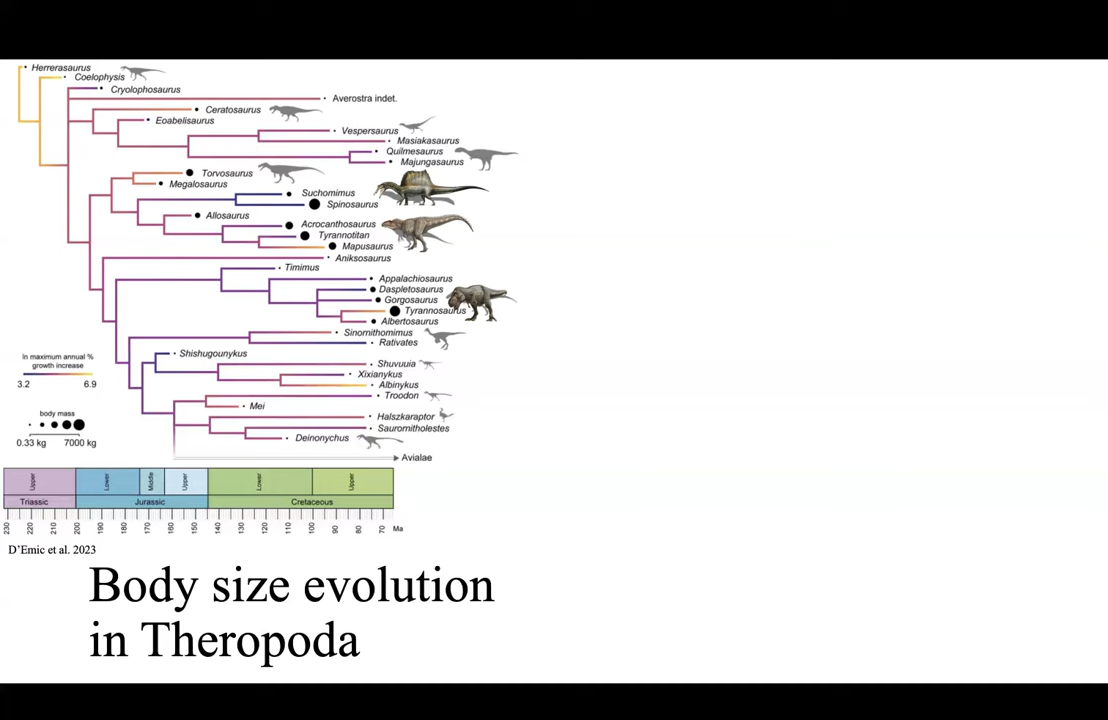 Herrerasaurus
Coelophysis
Cryolophosaurus
Averostra indet.
Ceratosaurus
Eoabelisaurus
Vespersaurus
Masiakasaurus
Quilmesaurus
Majungasaurus
Torvosaurus
Megalosaurus
Suchomimus
Spinosaurus
Allosaurus
Acrocanthosaurus
Tyrannotitan
Mapusaurus
Aniksosaurus
Timimus
Appalachiosaurus
Daspletosaurus
Gorgosaurus
Tyrannosaurus
Albertosaurus
Sinornithomimus
Rativates
Shishugounykus
Shuvuuia
Xixianykus
Albinykus
Troodon
Mei
Halszkaraptor
Saurornitholestes
Deinonychus
Avialae
ln maximum annual %
growth increase
3.2 6.9
body mass
0.33 kg 7000 kg
Upper Lower Middle Upper Lower Upper
Triassic Jurassic Cretaceous
230 220 210 200 190 180 170 160 150 140 130 120 110 100 90 80 70 Ma
D'Emic et al. 2023
Body size evolution
in Theropoda